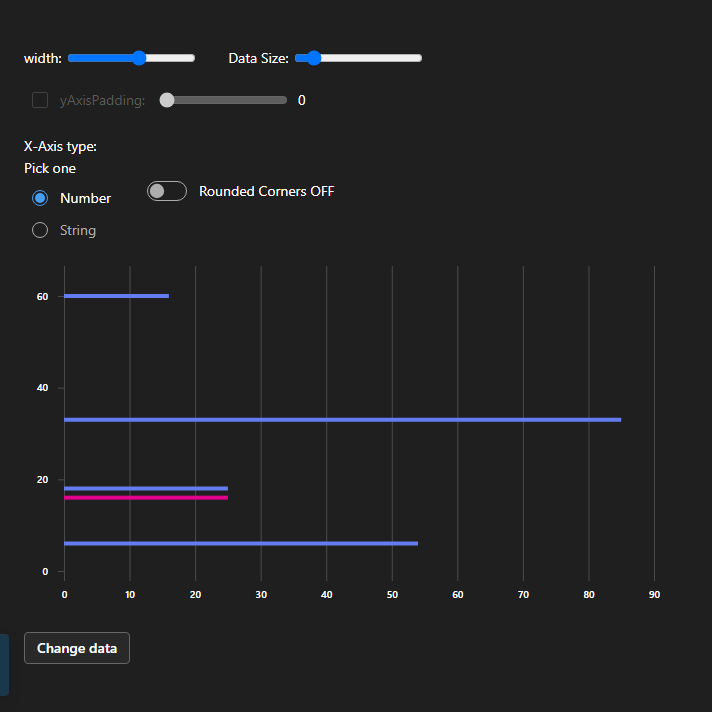 width: Data Size:
yAxisPadding: 0
X-Axis type:
Pick one
Number Rounded Corners OFF
String
60
40
20
0
0 10 20 30 40 50 60 70 80 90
Change data